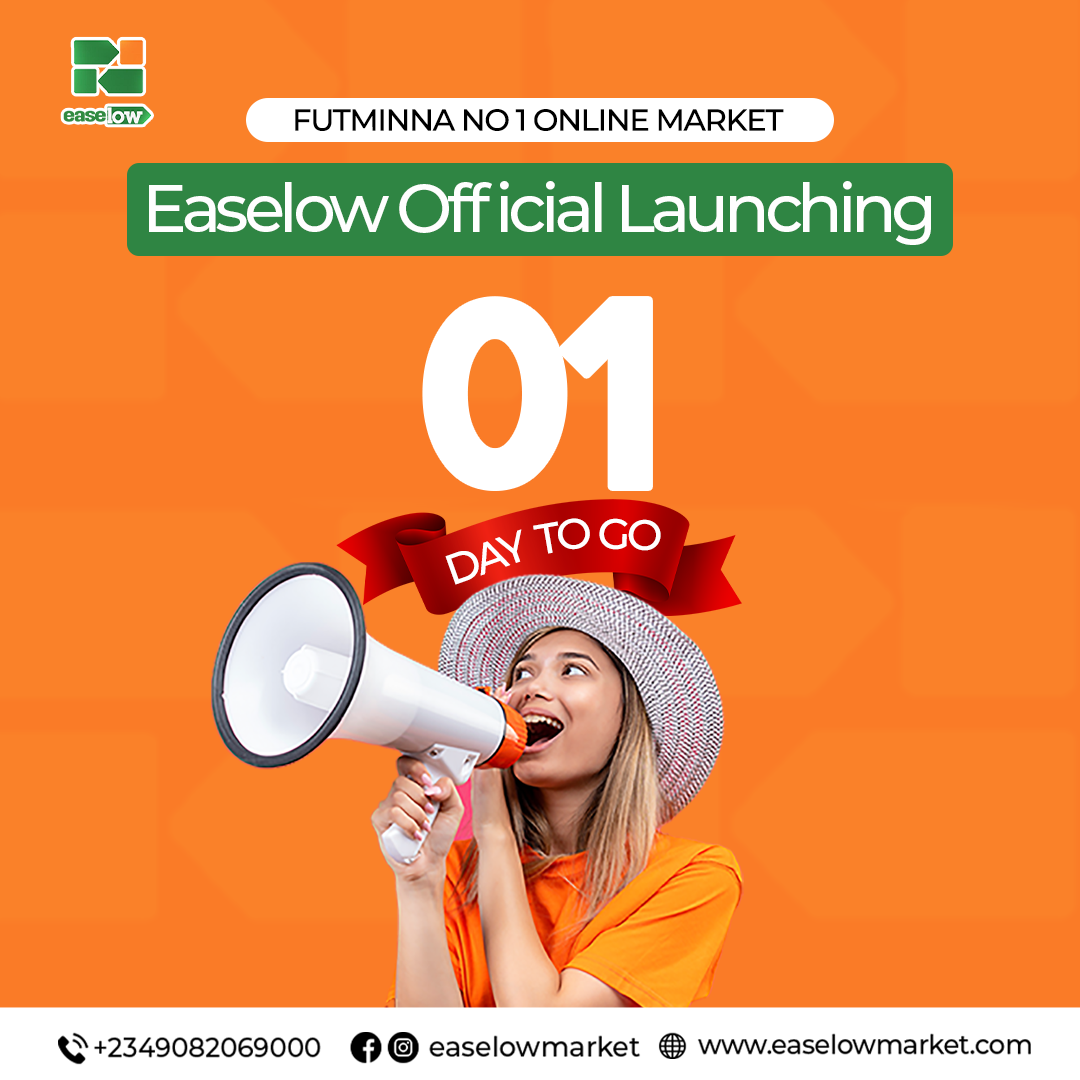 easelow
FUTMINNA NO 1 ONLINE MARKET
Easelow Official Launching
01
DAY TO GO
+2349082069000 easelowmarket www.easelowmarket.com